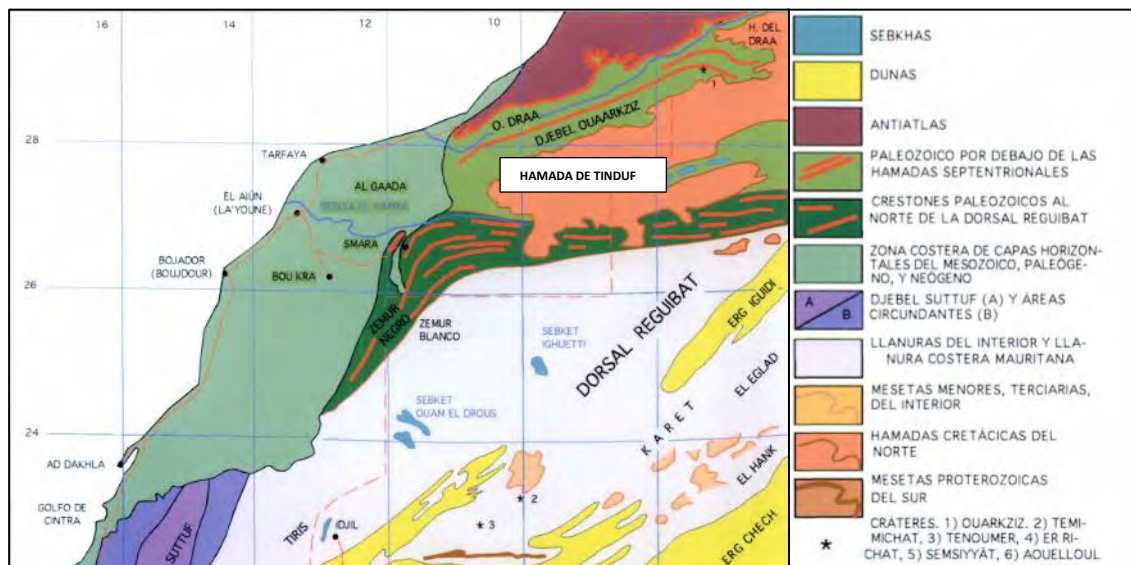 16
14
12
10
H. DEL
DRAA
1
O. DRAA
DJEBEL OUAARKZIZ
28
TARFAYA
HAMADA DE TINDUF
AL GAADA
EL AIÚN
(LA'YOUNE)
SMARA
BOJADOR
(BOUJDOUR)
BOU KRA
26
ZEMUR
NEGRO
ZEMUR
BLANCO
SEBKET
IGHUETTI
DORSAL REGUIBAT
ERG IGUIDI
EL EGLAD
SEBKET
OUAM EL DROUS
24
KARET
AD DAKHLA
EL HANK
2
GOLFO DE
CINTRA
3
TIRIS
IDJIL
SUTTUF
ERG CHECH
SEBKHAS
DUNAS
ANTIATLAS
PALEOZOICO POR DEBAJO DE LAS
HAMADAS SEPTENTRIONALES
CRESTONES PALEOZOICOS AL
NORTE DE LA DORSAL REGUIBAT
ZONA COSTERA DE CAPAS HORIZON-
TALES DEL MESOZOICO, PALEÓGE-
NO, Y NEÓGENO
A
B
DJEBEL SUTTUF (A) Y ÁREAS
CIRCUNDANTES (B)
LLANURAS DEL INTERIOR Y LLA-
NURA COSTERA MAURITANA
MESETAS MENORES, TERCIARIAS,
DEL INTERIOR
HAMADAS CRETÁCICAS DEL
NORTE
MESETAS PROTEROZOICAS
DEL SUR
* CRÁTERES. 1) OUARKZIZ. 2) TEMI-
MICHAT, 3) TENOUMER, 4) ER RI-
CHAT, 5) SEMSIYYÂT, 6) AOUELLOUL